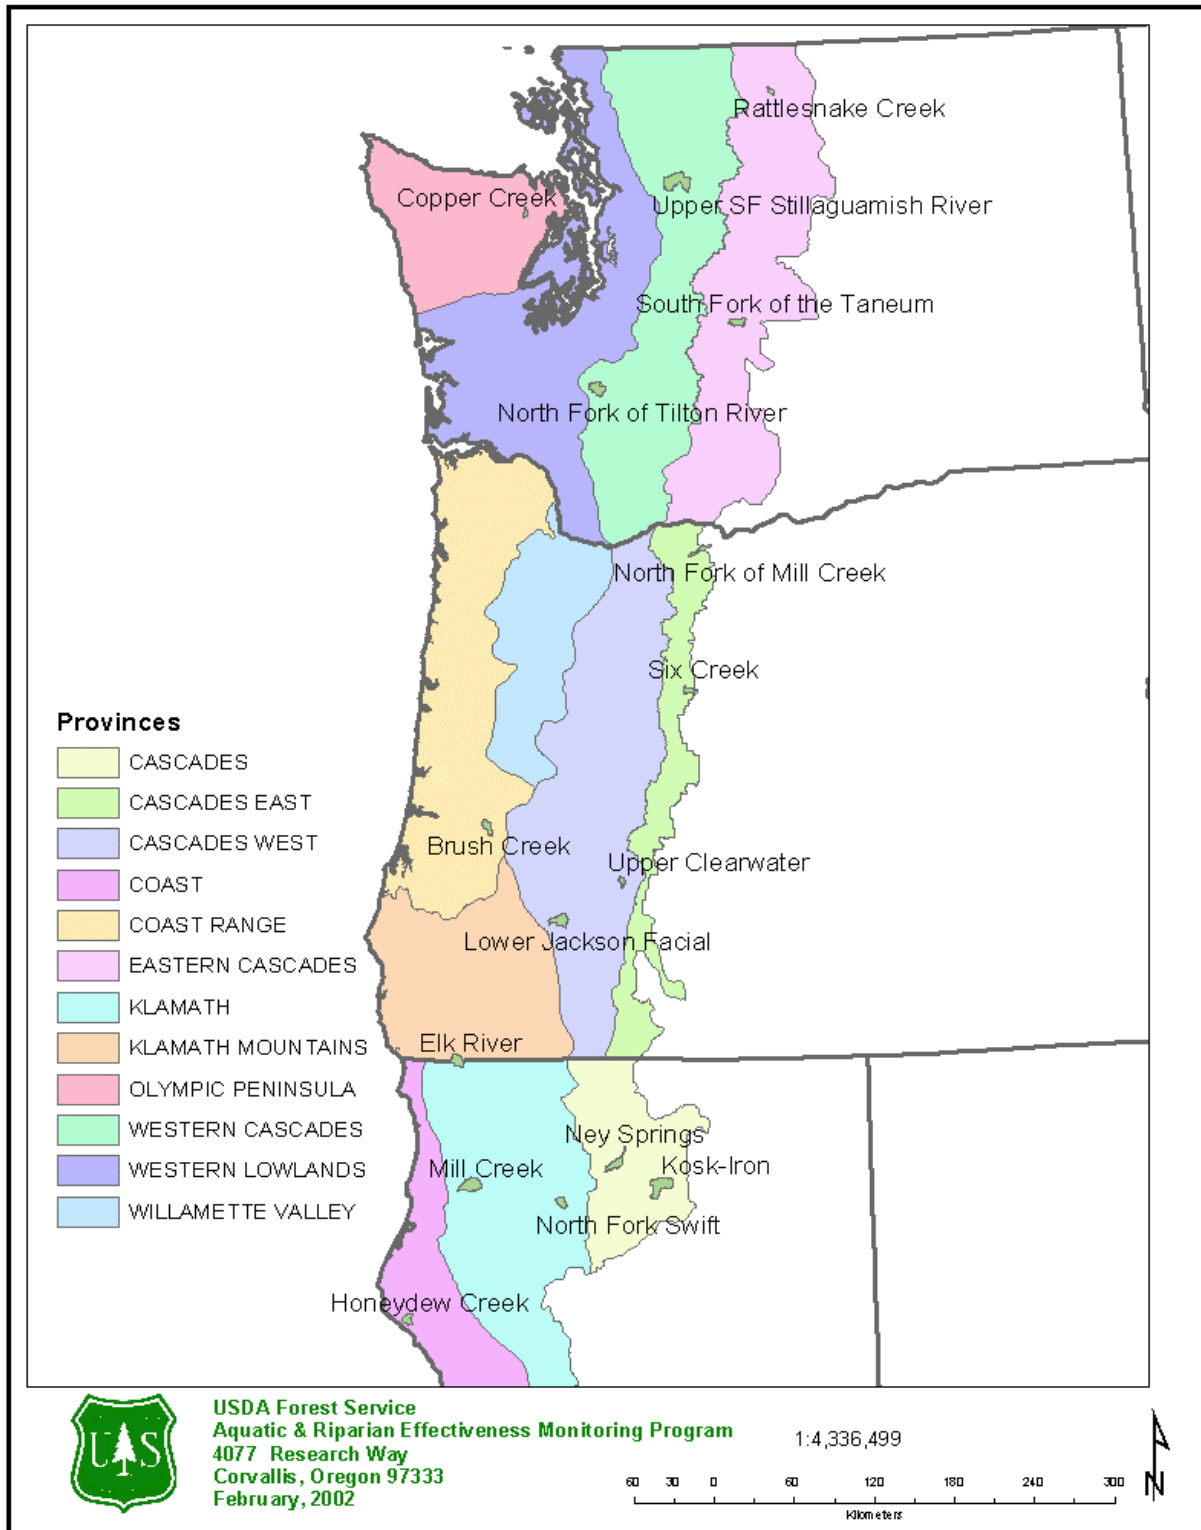 Rattlesnake Creek
Copper Creek
Upper SF Stillaguamish River
South Fork of the Taneum
North Fork of Tilton River
North Fork of Mill Creek
Six Creek
Provinces
CASCADES
CASCADES EAST
CASCADES WEST
COAST
COAST RANGE
EASTERN CASCADES
KLAMATH
KLAMATH MOUNTAINS
OLYMPIC PENINSULA
WESTERN CASCADES
WESTERN LOWLANDS
WILLAMETTE VALLEY
Brush Creek
Upper Clearwater
Lower Jackson Facial
Elk River
Ney Springs
Mill Creek
Kosk-Iron
North Fork Swift
Honeydew Creek
U S
USDA Forest Service
Aquatic & Riparian Effectiveness Monitoring Program
4077 Research Way
Corvallis, Oregon 97333
February, 2002
1:4,336,499
60 30 0 60 120 180 240 300
Kilometers
N